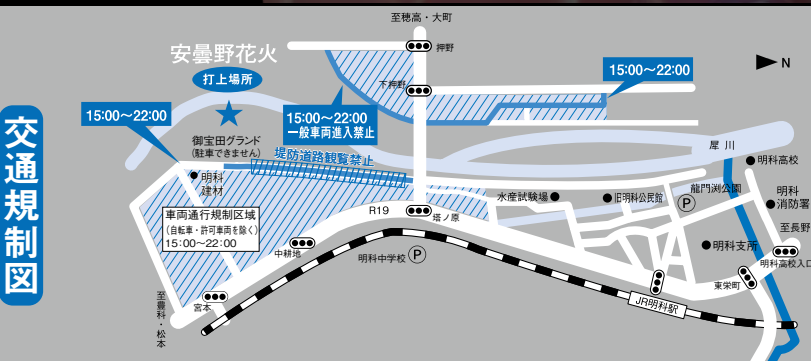 交通規制図
至穂高・大町
押野
下押野
安曇野花火
打上場所
15:00〜22:00
15:00〜22:00
一般車両進入禁止
15:00〜22:00
N
御宝田グランド
(駐車できません)
堤防道路観覧禁止
明科
建材
車両通行規制区域
(自転車・許可車両を除く)
15:00〜22:00
R19
塔ノ原
中耕地
宮本
至豊科・松本
明科中学校 P
水産試験場
旧明科公民館
龍門渕公園
P
犀川
明科高校
明科
消防署
至長野
明科支所
明科高校入口
東栄町
JR明科駅